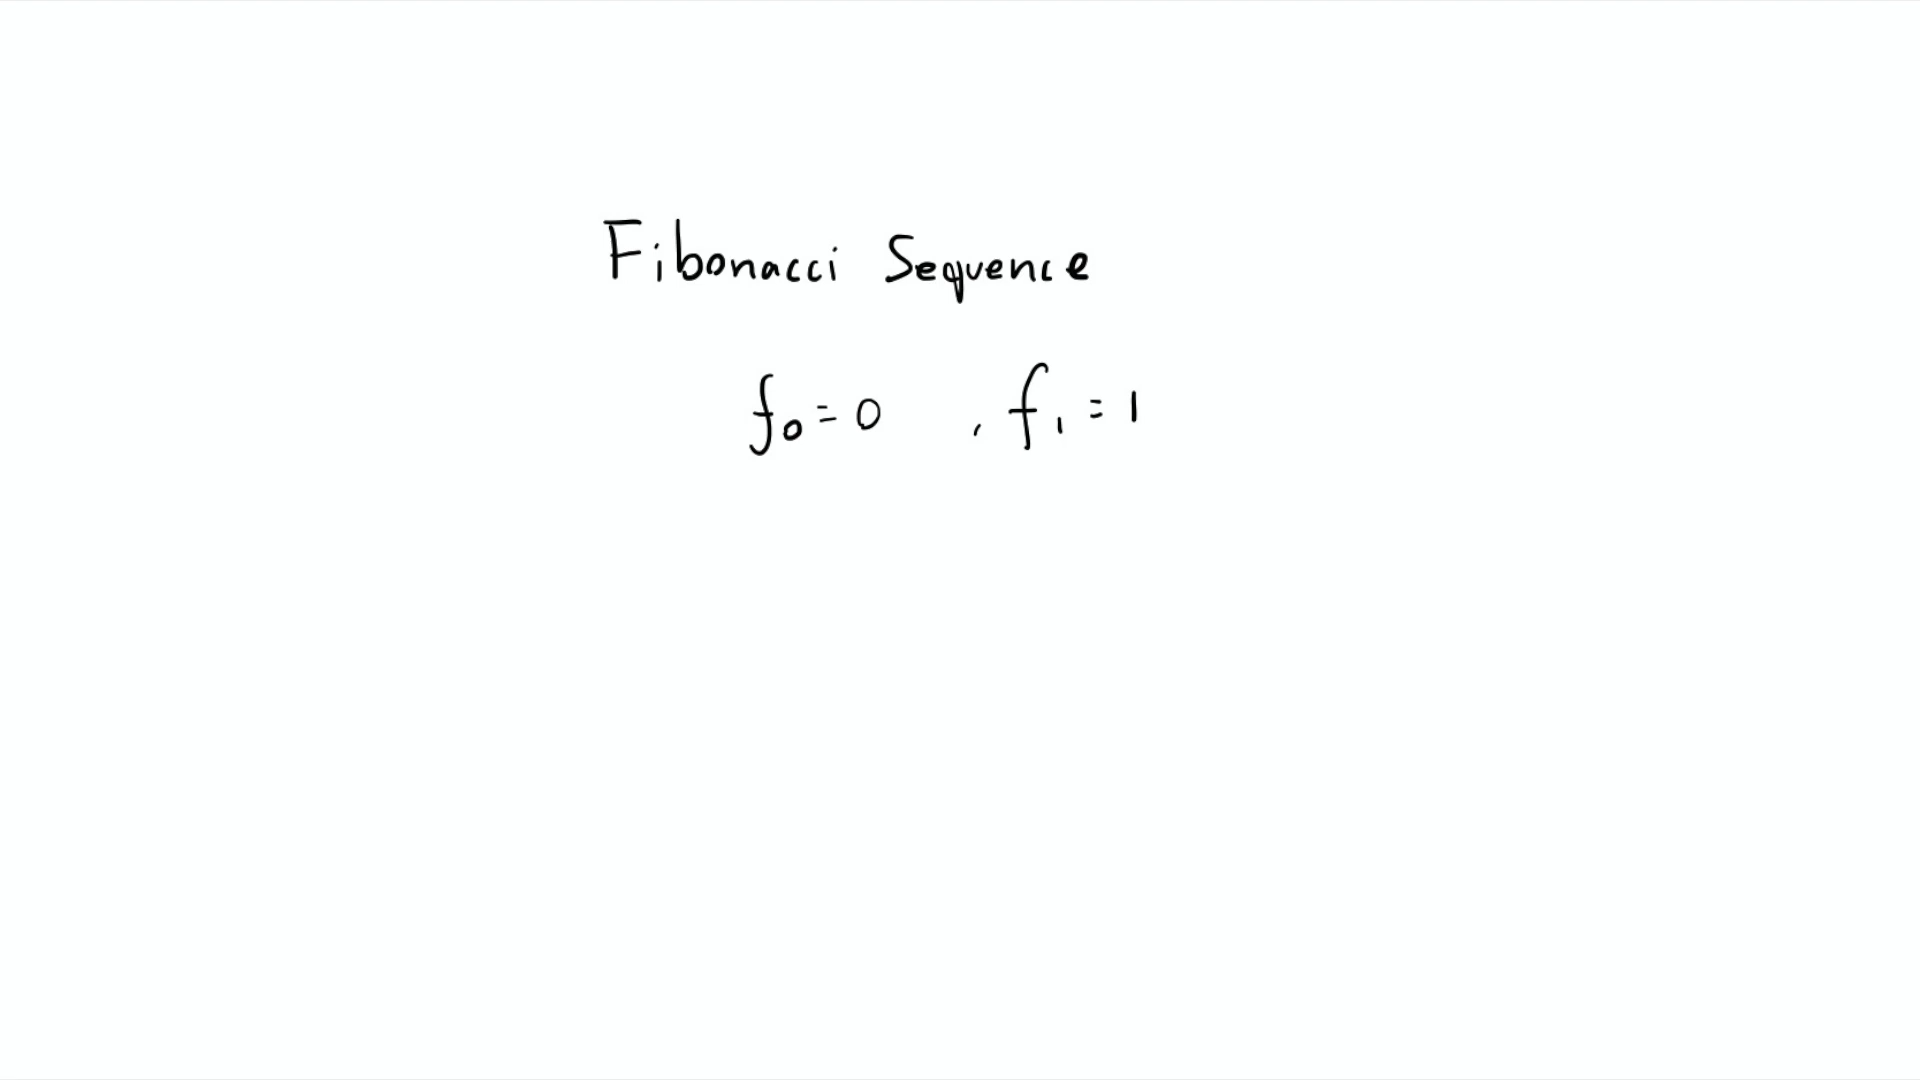 Fibonacci Sequence
f₀ = 0 , f₁ = 1